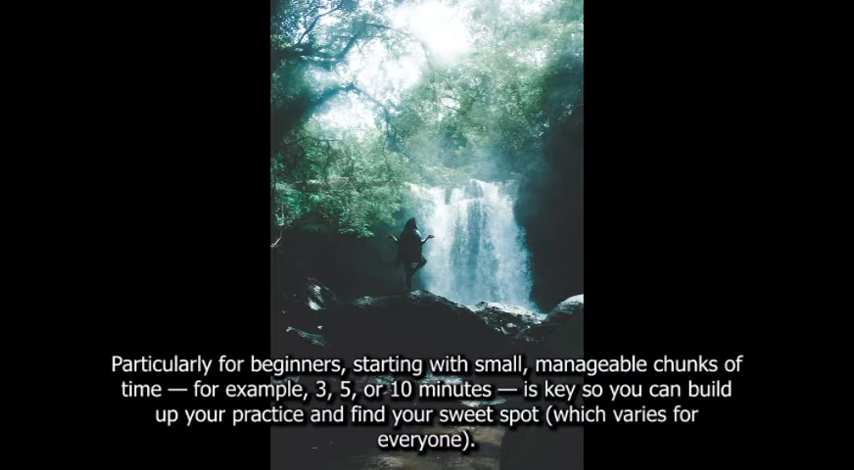 Particularly for beginners, starting with small, manageable chunks of
time — for example, 3, 5, or 10 minutes — is key so you can build
up your practice and find your sweet spot (which varies for
everyone).